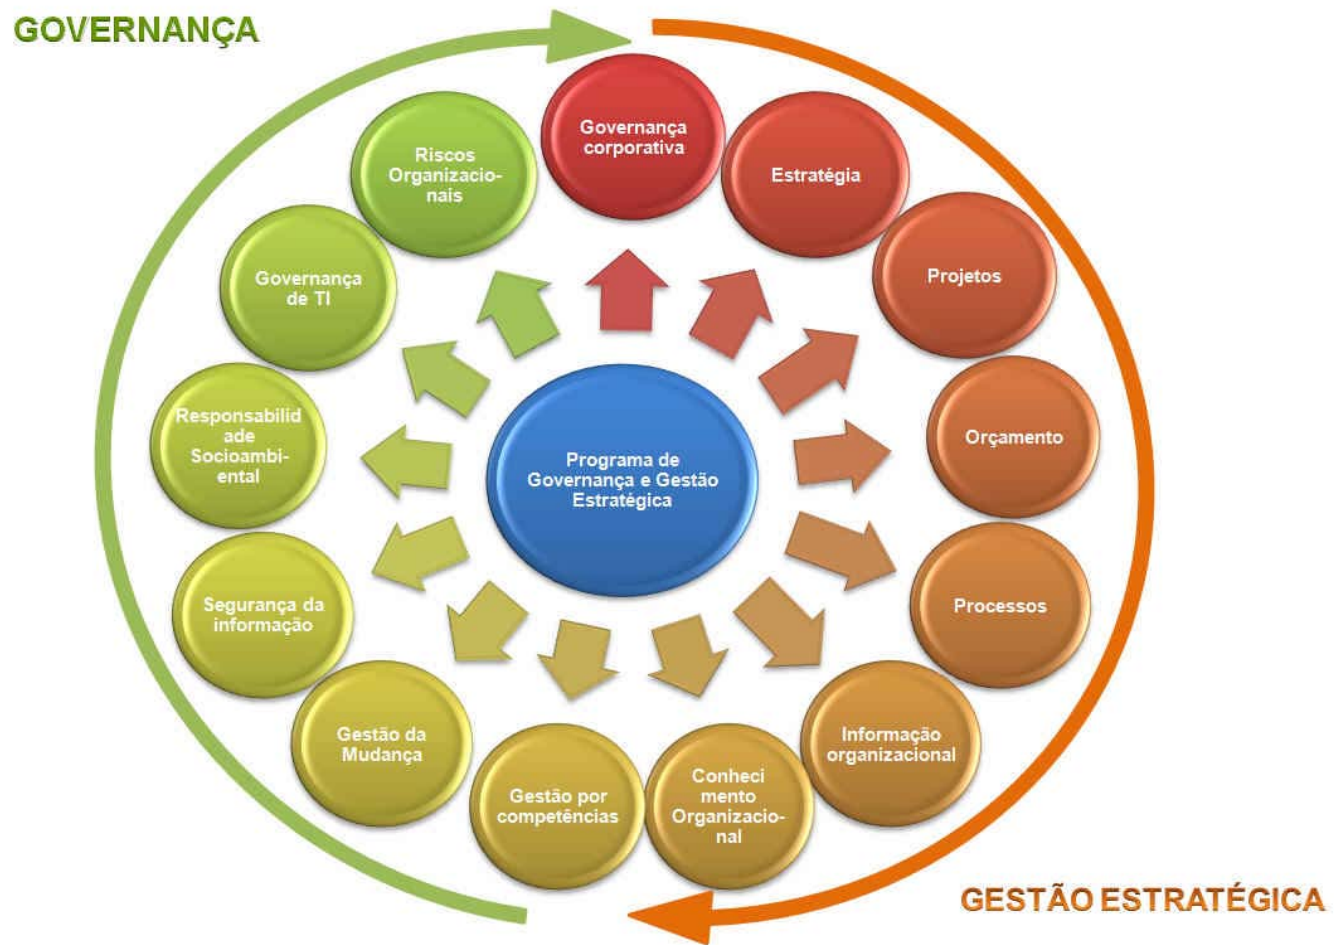 GOVERNANÇA
Governança
corporativa
Estratégia
Projetos
Orçamento
Processos
Informação
organizacional
Conheci
mento
Organizacio-
nal
Gestão por
competências
Gestão da
Mudança
Segurança da
informação
Responsabilid
ade
Socioambi-
ental
Governança
de TI
Riscos
Organizacio-
nais
Programa de
Governança e Gestão
Estratégica
GESTÃO ESTRATÉGICA